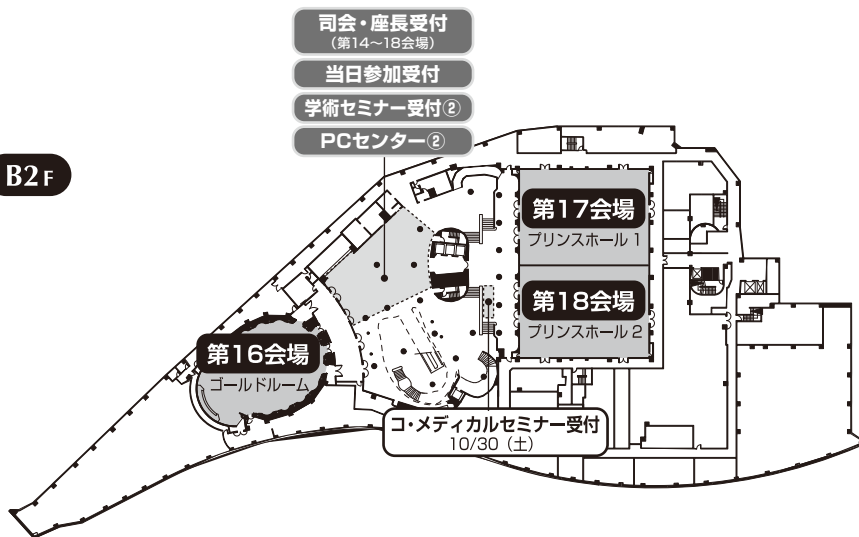 司会・座長受付
（第14～18会場）
当日参加受付
学術セミナー受付②
PCセンター②
B2F
第17会場
プリンスホール 1
第18会場
プリンスホール 2
第16会場
ゴールドルーム
コ・メディカルセミナー受付
10/30（土）